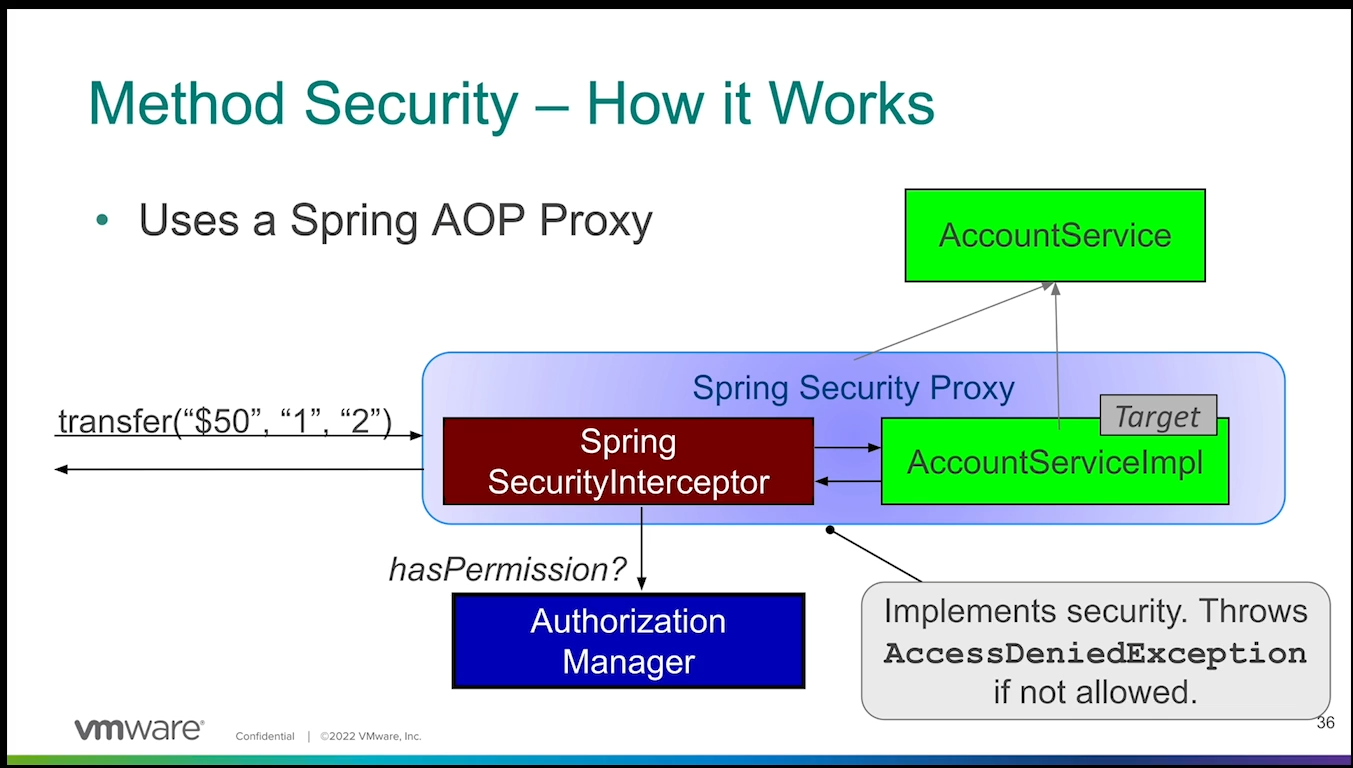 Method Security – How it Works
• Uses a Spring AOP Proxy
AccountService
Spring Security Proxy
transfer(“$50”, “1”, “2”)
Target
Spring
SecurityInterceptor
AccountServiceImpl
hasPermission?
Authorization
Manager
Implements security. Throws
AccessDeniedException
if not allowed.
vmware®
Confidential | ©2022 VMware, Inc.
36